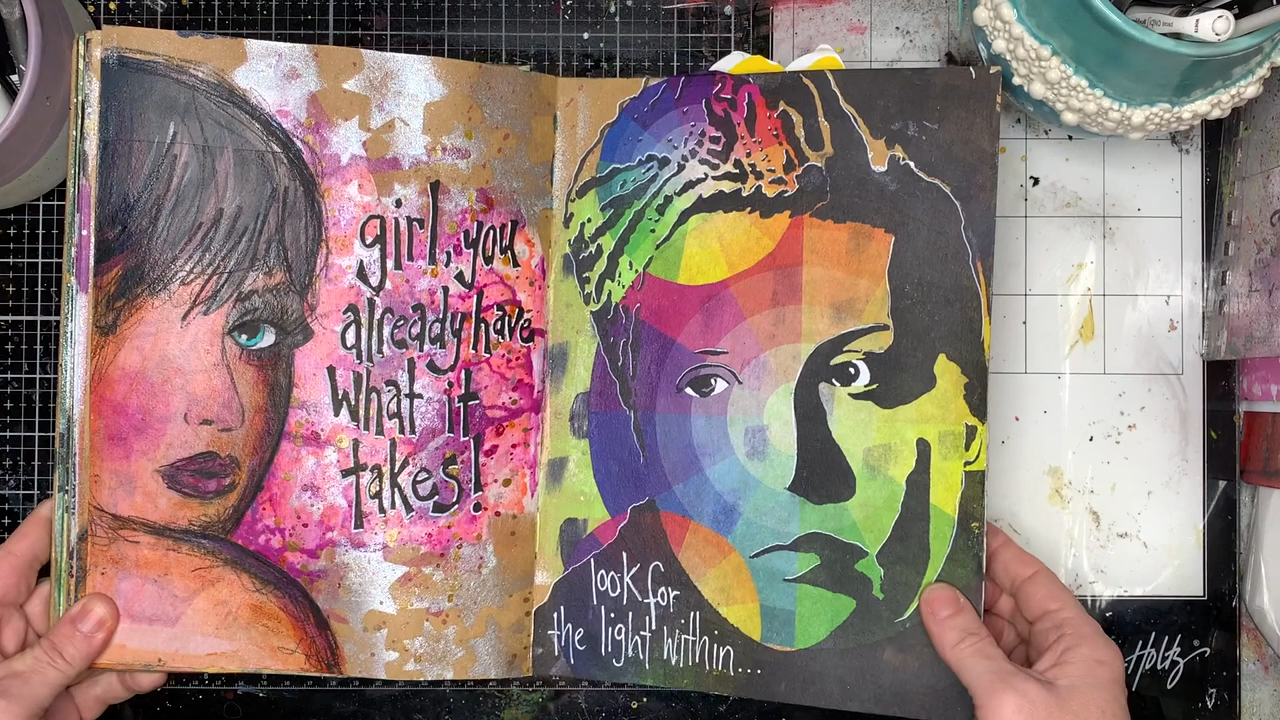 girl, you
already have
what it
takes!
look for
the light within...
Holtz